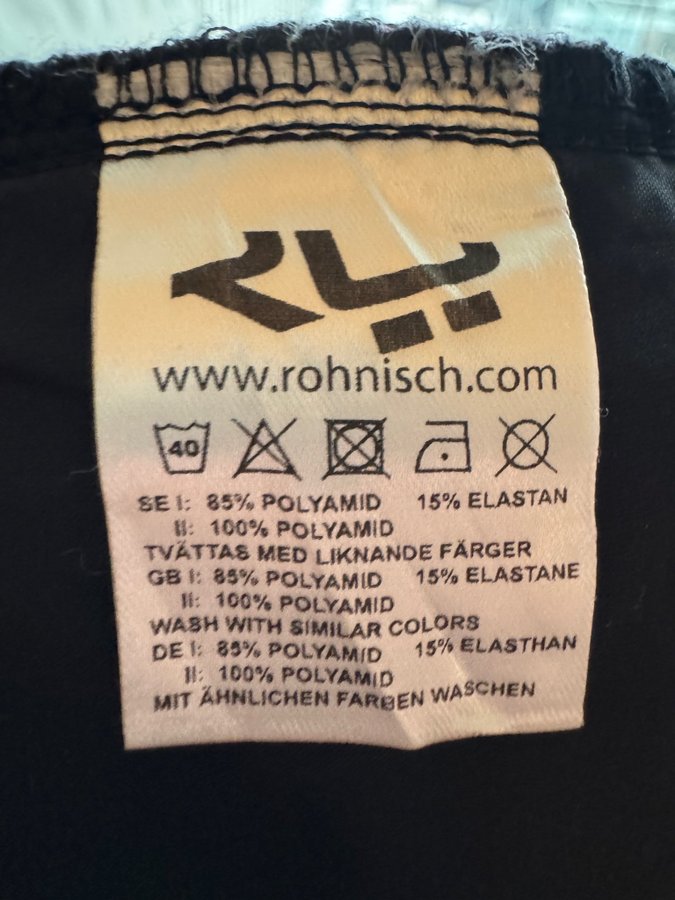 www.rohnisch.com
40
SE I: 85% POLYAMID 15% ELASTAN
II: 100% POLYAMID
TVÄTTAS MED LIKNANDE FÄRGER
GB I: 85% POLYAMID 15% ELASTANE
II: 100% POLYAMID
WASH WITH SIMILAR COLORS
DE I: 85% POLYAMID 15% ELASTHAN
II: 100% POLYAMID
MIT ÄHNLICHEN FARBEN WASCHEN